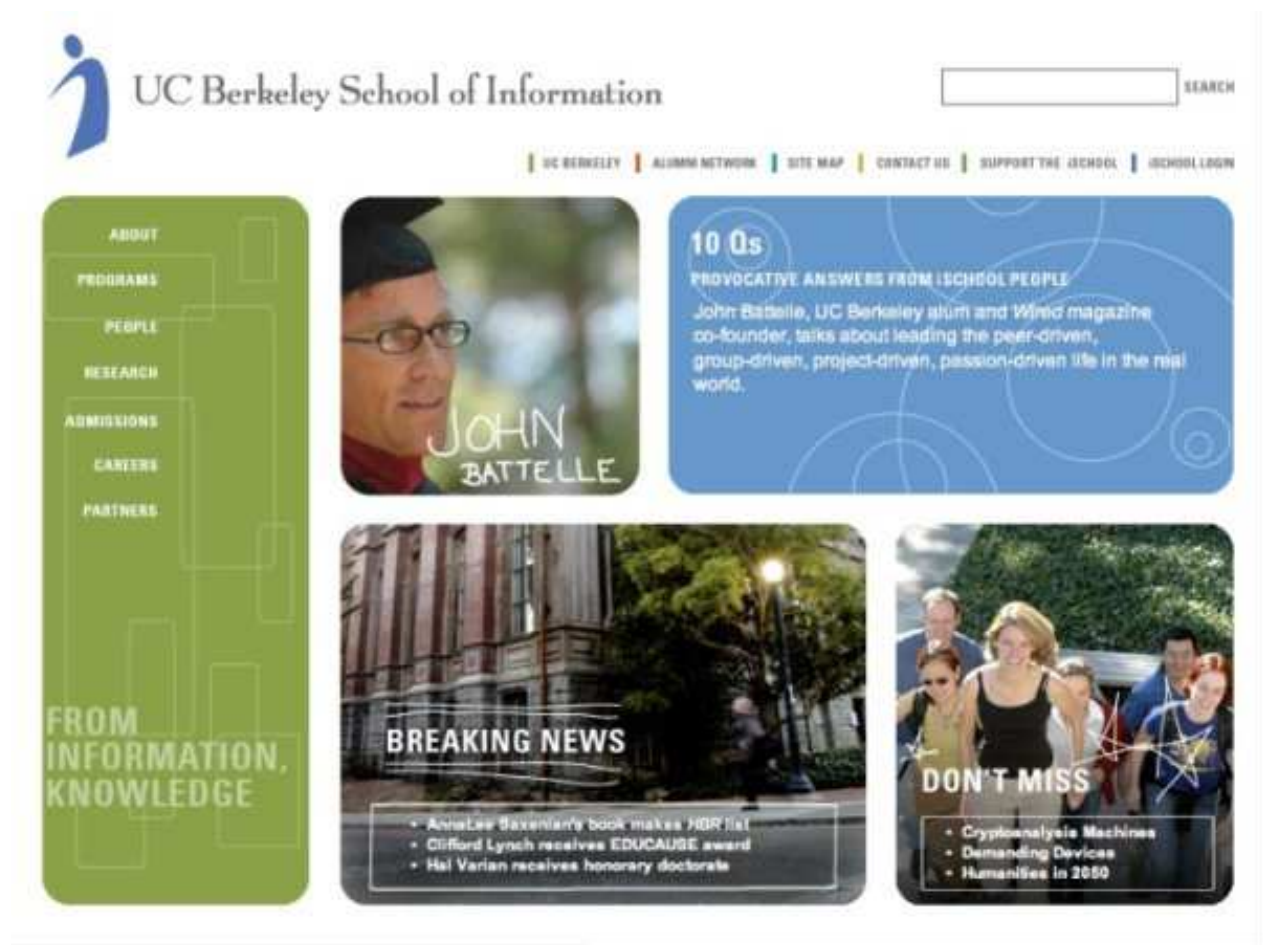 UC Berkeley School of Information
SEARCH
UC BERKELEY
ALUMNI NETWORK
SITE MAP
CONTACT US
SUPPORT THE iSCHOOL
iSCHOOL LOGIN
ABOUT
PROGRAMS
PEOPLE
RESEARCH
ADMISSIONS
CAREERS
PARTNERS
FROM
INFORMATION,
KNOWLEDGE
JOHN
BATTELLE
10 Qs
PROVOCATIVE ANSWERS FROM iSCHOOL PEOPLE
John Battelle, UC Berkeley alum and Wired magazine
co-founder, talks about leading the peer-driven,
group-driven, project-driven, passion-driven life in the real
world.
BREAKING NEWS
• AnnaLee Saxenian's book makes HBR list
• Clifford Lynch receives EDUCAUSE award
• Hal Varian receives honorary doctorate
DON'T MISS
• Cryptoanalysis Machines
• Demanding Devices
• Humanities in 2050